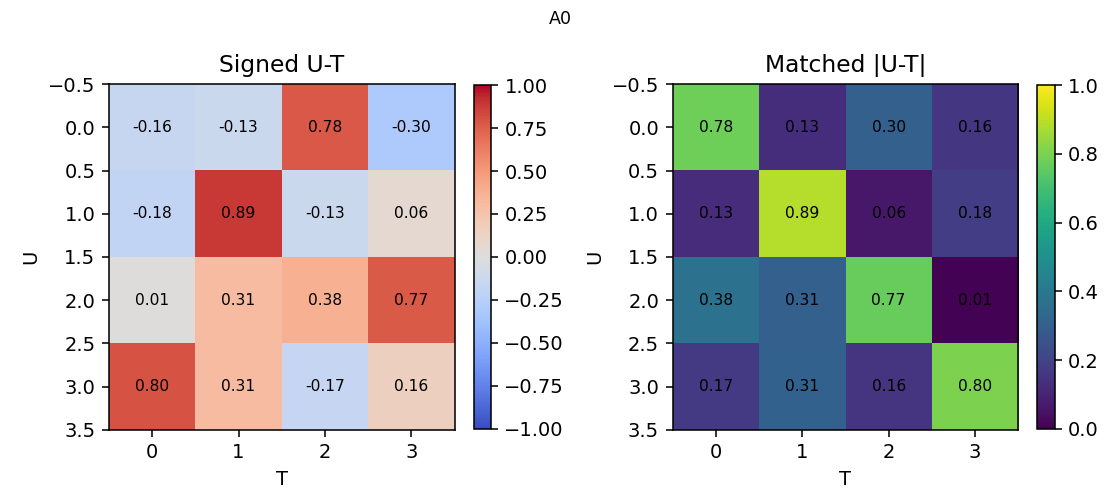 A0
Signed U-T
Matched |U-T|
−0.5
0.0
0.5
1.0
1.5
2.0
2.5
3.0
3.5
U
-0.16 -0.13 0.78 -0.30
-0.18 0.89 -0.13 0.06
0.01 0.31 0.38 0.77
0.80 0.31 -0.17 0.16
0 1 2 3
T
1.00
0.75
0.50
0.25
0.00
−0.25
−0.50
−0.75
−1.00
−0.5
0.0
0.5
1.0
1.5
2.0
2.5
3.0
3.5
U
0.78 0.13 0.30 0.16
0.13 0.89 0.06 0.18
0.38 0.31 0.77 0.01
0.17 0.31 0.16 0.80
0 1 2 3
T
1.0
0.8
0.6
0.4
0.2
0.0